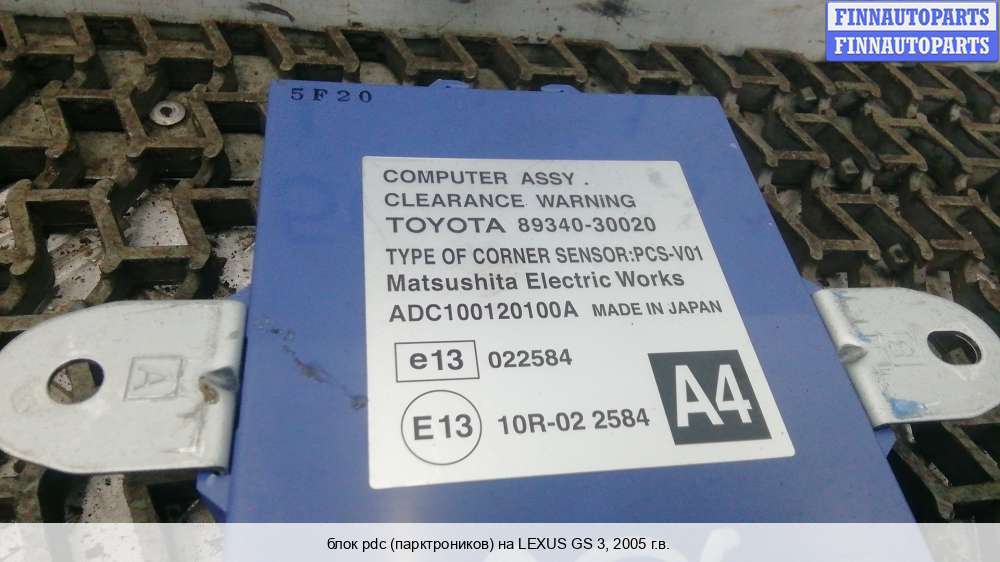 FINNAUTOPARTS
FINNAUTOPARTS
5F20
COMPUTER ASSY.
CLEARANCE WARNING
TOYOTA 89340-30020
TYPE OF CORNER SENSOR:PCS-V01
Matsushita Electric Works
ADC100120100A MADE IN JAPAN
e13 022584
E13 10R-02 2584
A4
A
блок pdc (парктроников) на LEXUS GS 3, 2005 г.в.